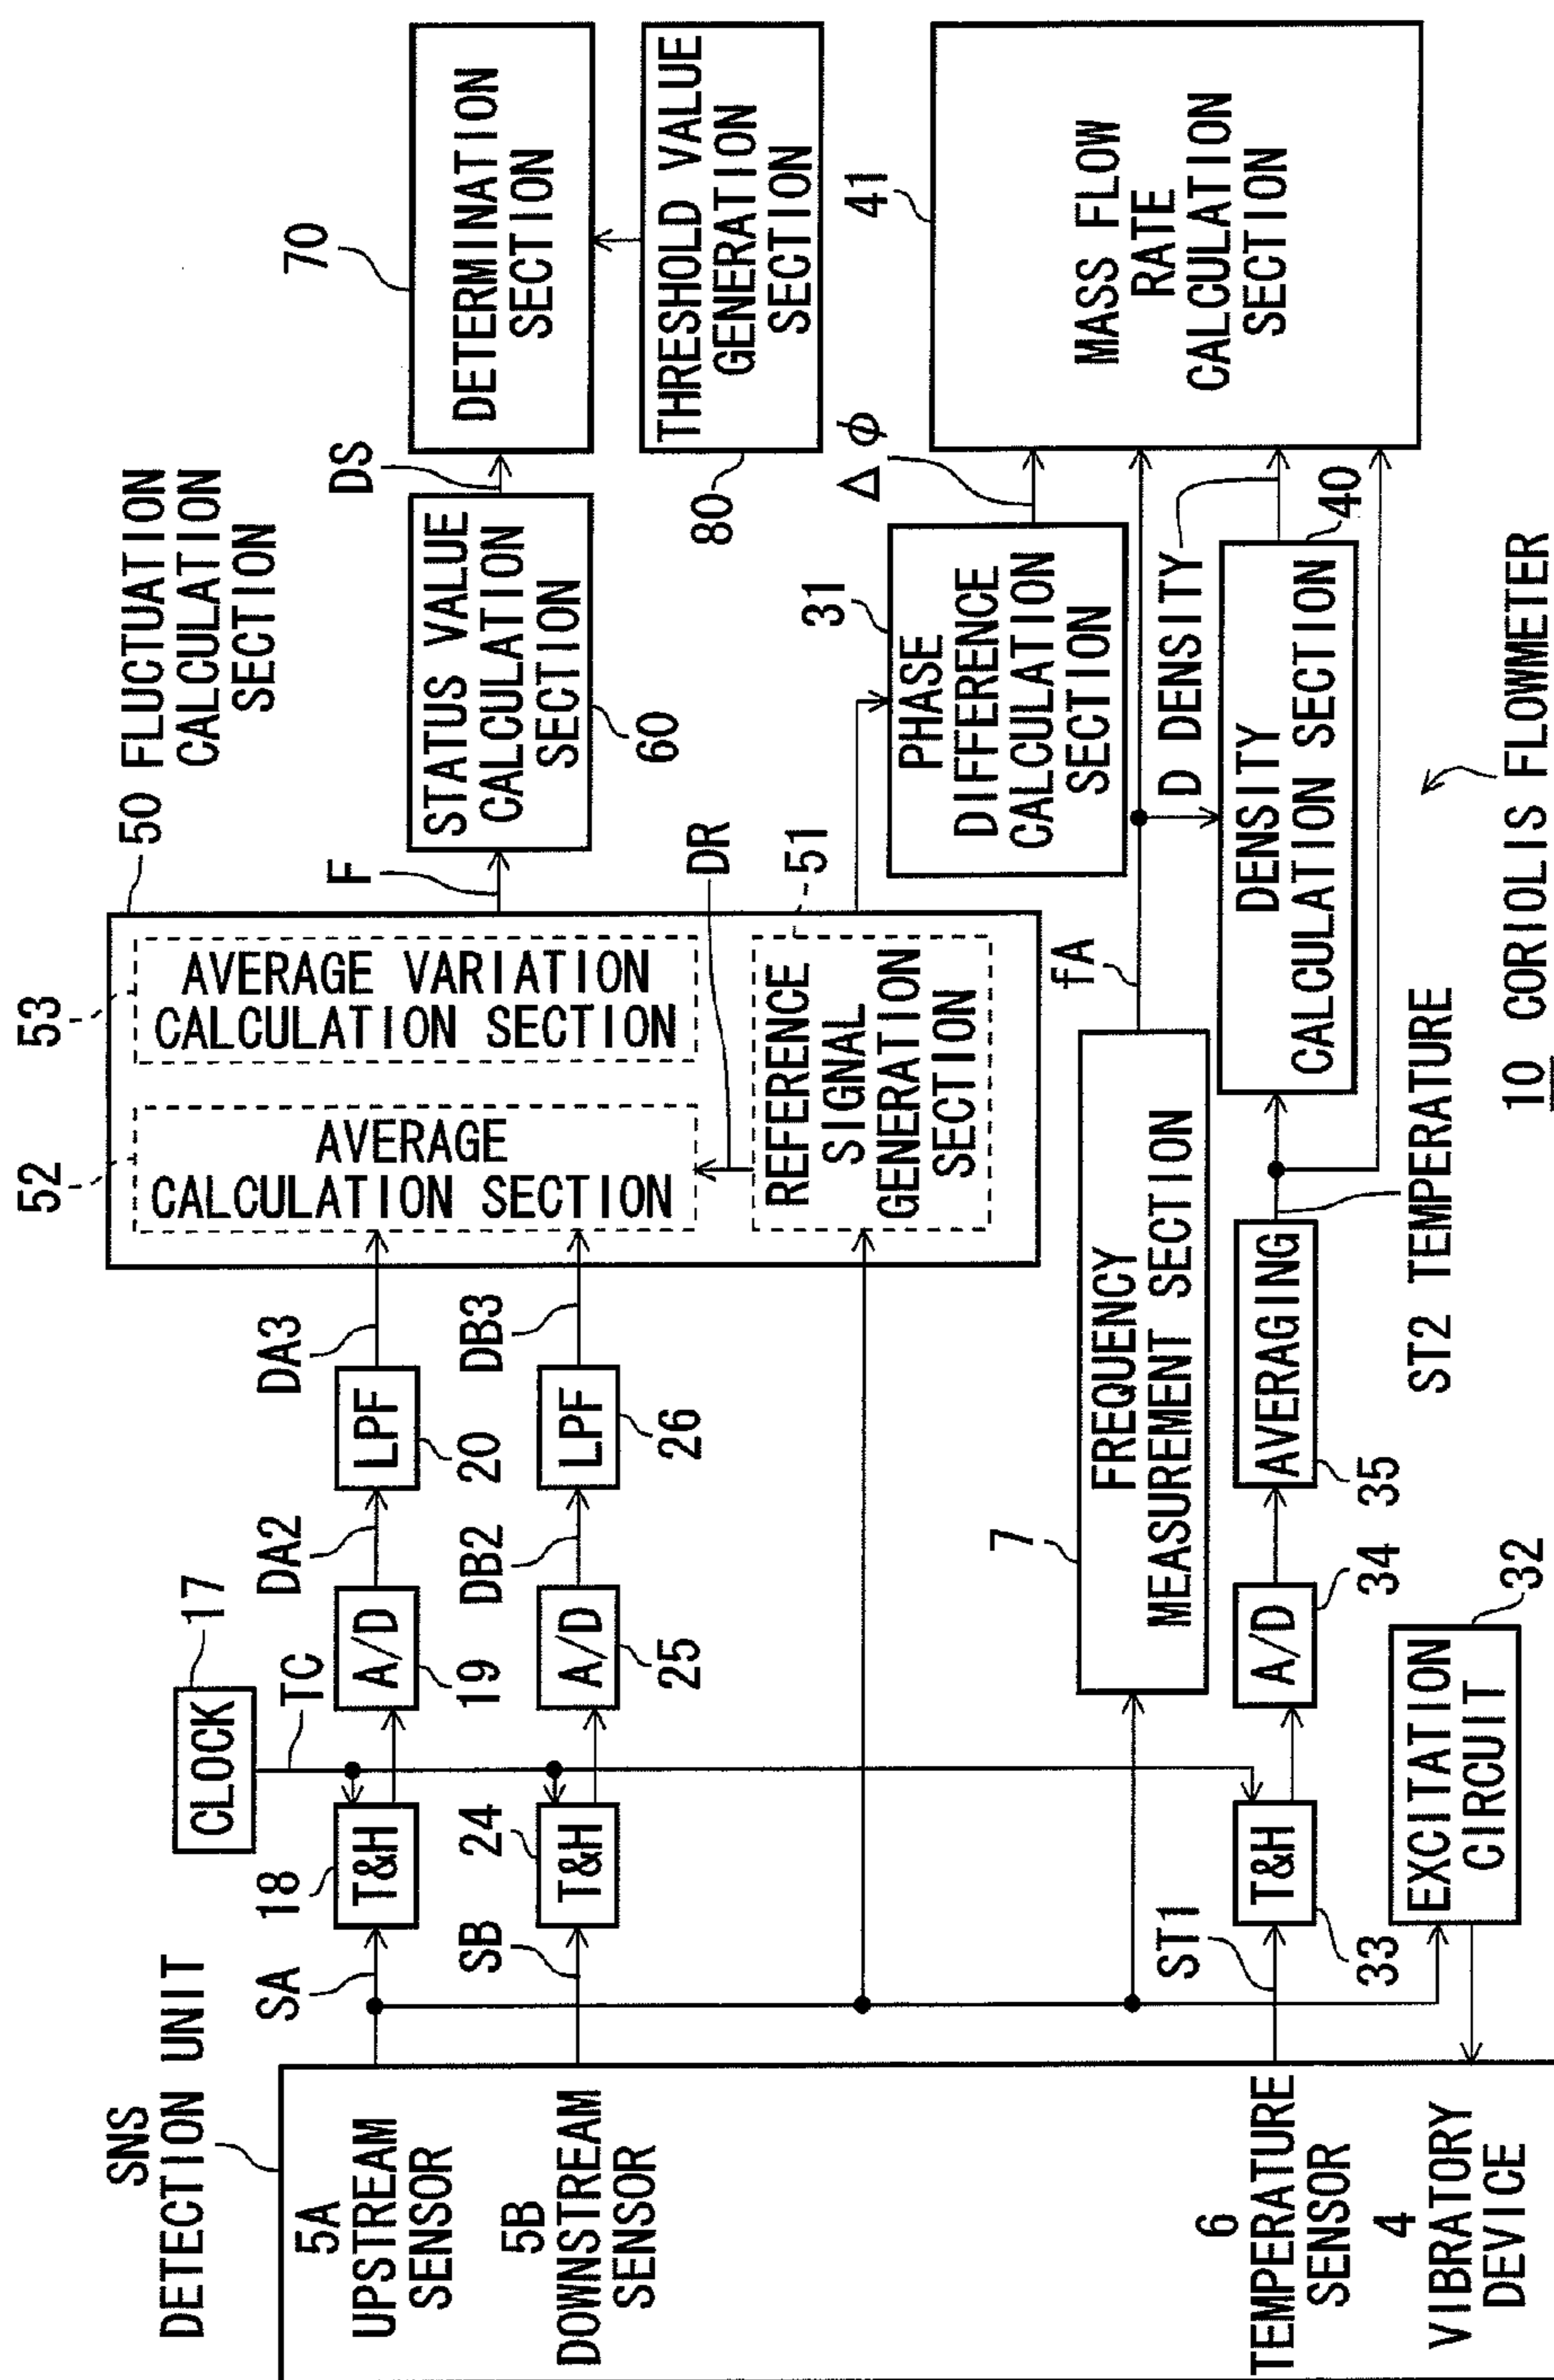 SNS
DETECTION UNIT
5A
UPSTREAM
SENSOR
5B
DOWNSTREAM
SENSOR
6
TEMPERATURE
SENSOR
4
VIBRATORY
DEVICE
SA
SB
ST1
18
T&H
24
T&H
33
T&H
17
CLOCK
TC
A/D
19
A/D
25
A/D
34
EXCITATION
CIRCUIT
32
DA2
DB2
LPF
20
LPF
26
AVERAGING
35
DA3
DB3
7
FREQUENCY
MEASUREMENT SECTION
fA
ST2 TEMPERATURE
50 FLUCTUATION
CALCULATION
SECTION
52
AVERAGE
CALCULATION SECTION
53
AVERAGE VARIATION
CALCULATION SECTION
DR
51
REFERENCE
SIGNAL
GENERATION
SECTION
F
STATUS VALUE
CALCULATION
SECTION
60
DS
70
DETERMINATION
SECTION
THRESHOLD VALUE
GENERATION
SECTION
80
31
PHASE
DIFFERENCE
CALCULATION
SECTION
Δϕ
D DENSITY
DENSITY
CALCULATION SECTION
40
41
MASS FLOW
RATE
CALCULATION
SECTION
10 CORIOLIS FLOWMETER